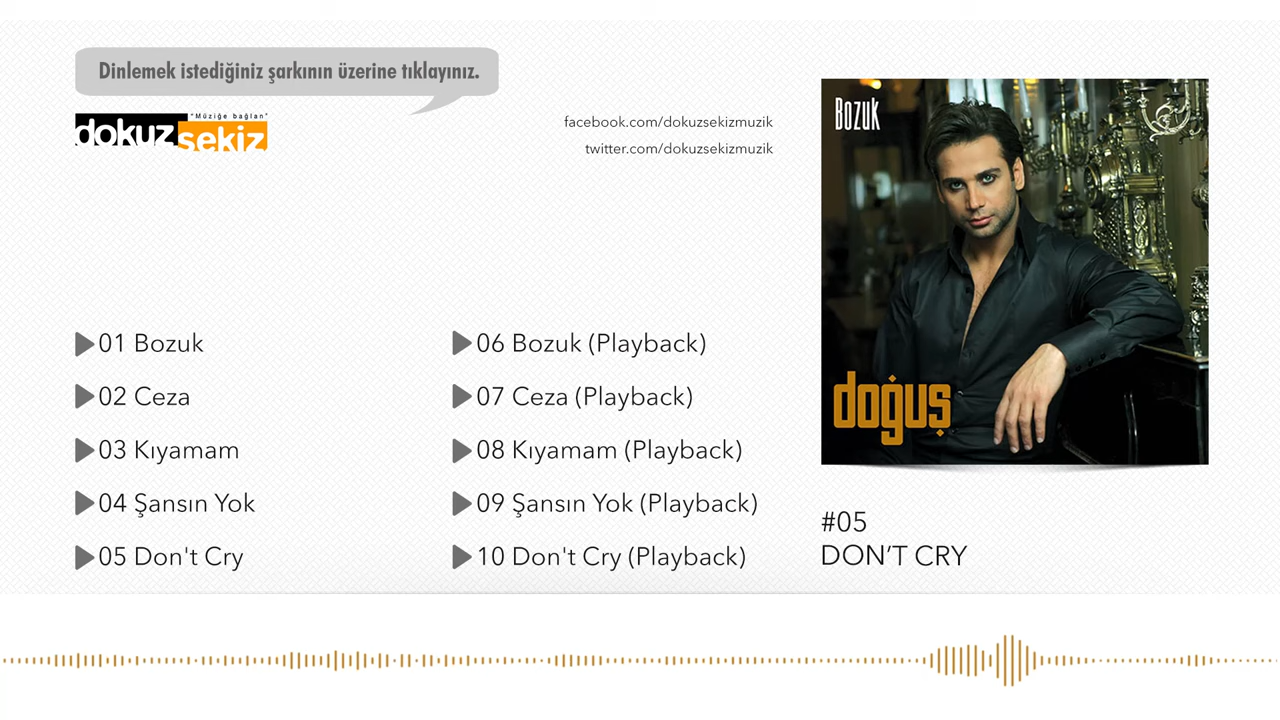 Dinlemek istediğiniz şarkının üzerine tıklayınız.
"Müziğe bağlan"
dokuz sekiz
facebook.com/dokuzsekizmuzik
twitter.com/dokuzsekizmuzik
01 Bozuk
02 Ceza
03 Kıyamam
04 Şansın Yok
05 Don't Cry
06 Bozuk (Playback)
07 Ceza (Playback)
08 Kıyamam (Playback)
09 Şansın Yok (Playback)
10 Don't Cry (Playback)
Bozuk
doğuş
#05
DON’T CRY